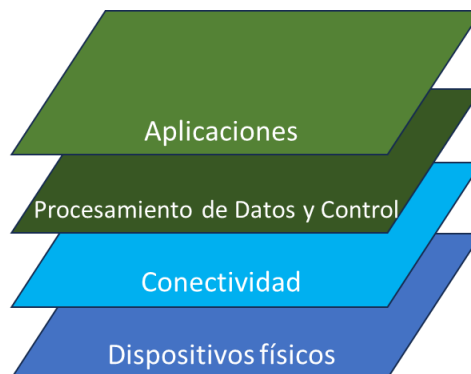 Aplicaciones
Procesamiento de Datos y Control
Conectividad
Dispositivos físicos